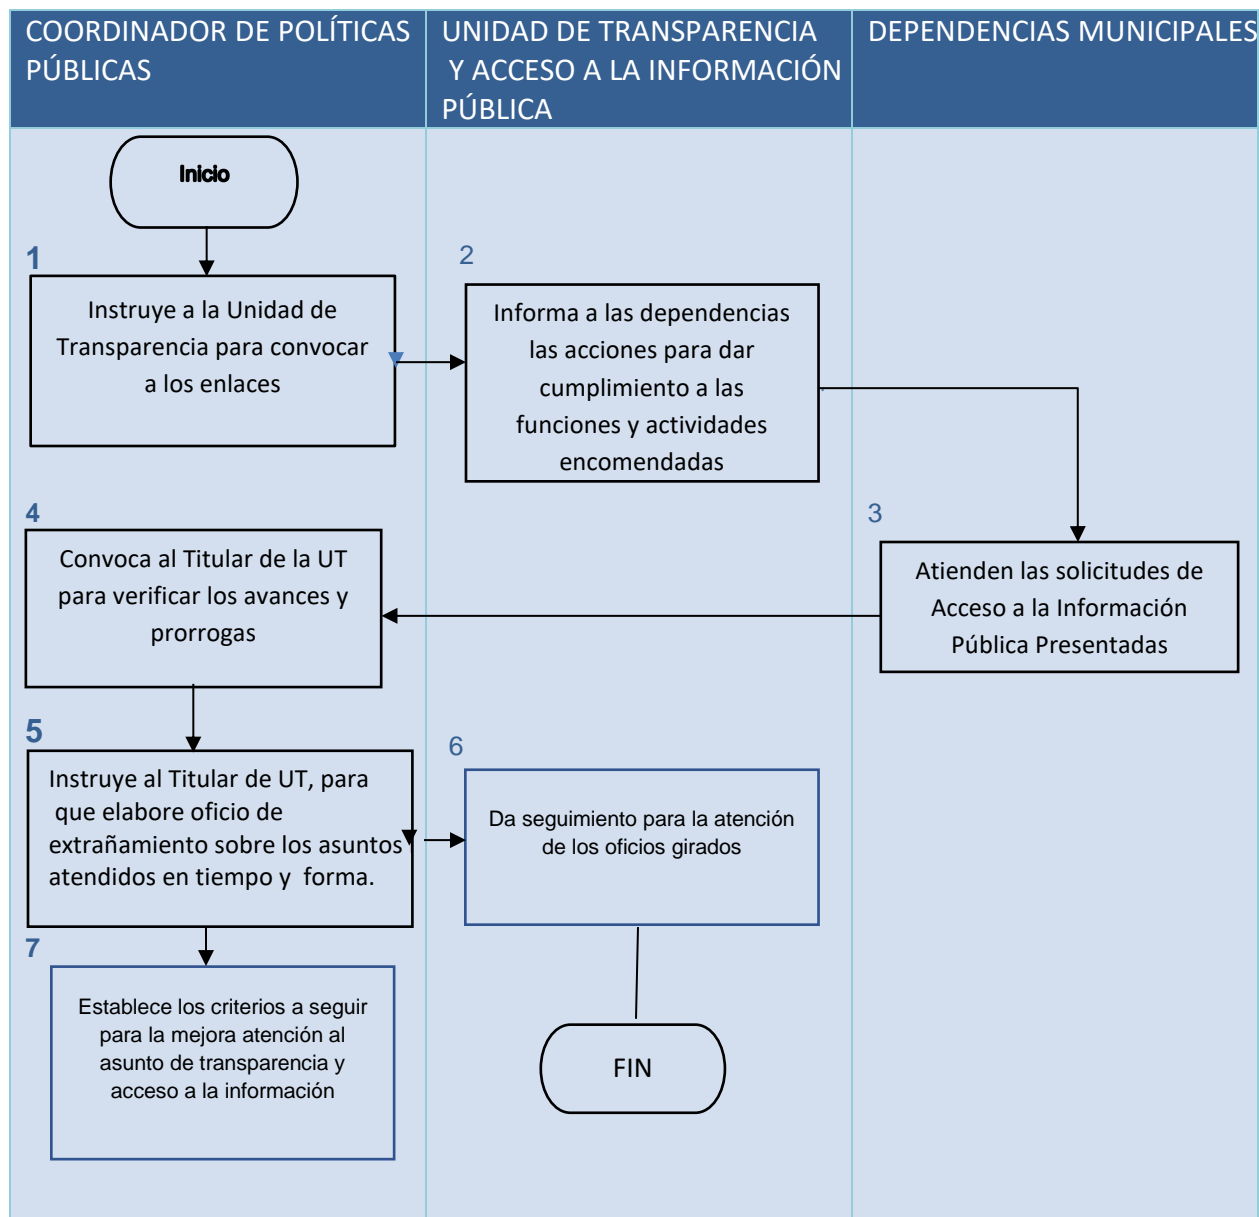 COORDINADOR DE POLÍTICAS
PÚBLICAS
UNIDAD DE TRANSPARENCIA
Y ACCESO A LA INFORMACIÓN
PÚBLICA
DEPENDENCIAS MUNICIPALES
Inicio
1
Instruye a la Unidad de
Transparencia para convocar
a los enlaces
2
Informa a las dependencias
las acciones para dar
cumplimiento a las
funciones y actividades
encomendadas
3
Atienden las solicitudes de
Acceso a la Información
Pública Presentadas
4
Convoca al Titular de la UT
para verificar los avances y
prorrogas
5
Instruye al Titular de UT, para
que elabore oficio de
extrañamiento sobre los asuntos
atendidos en tiempo y forma.
6
Da seguimiento para la atención
de los oficios girados
7
Establece los criterios a seguir
para la mejora atención al
asunto de transparencia y
acceso a la información
FIN